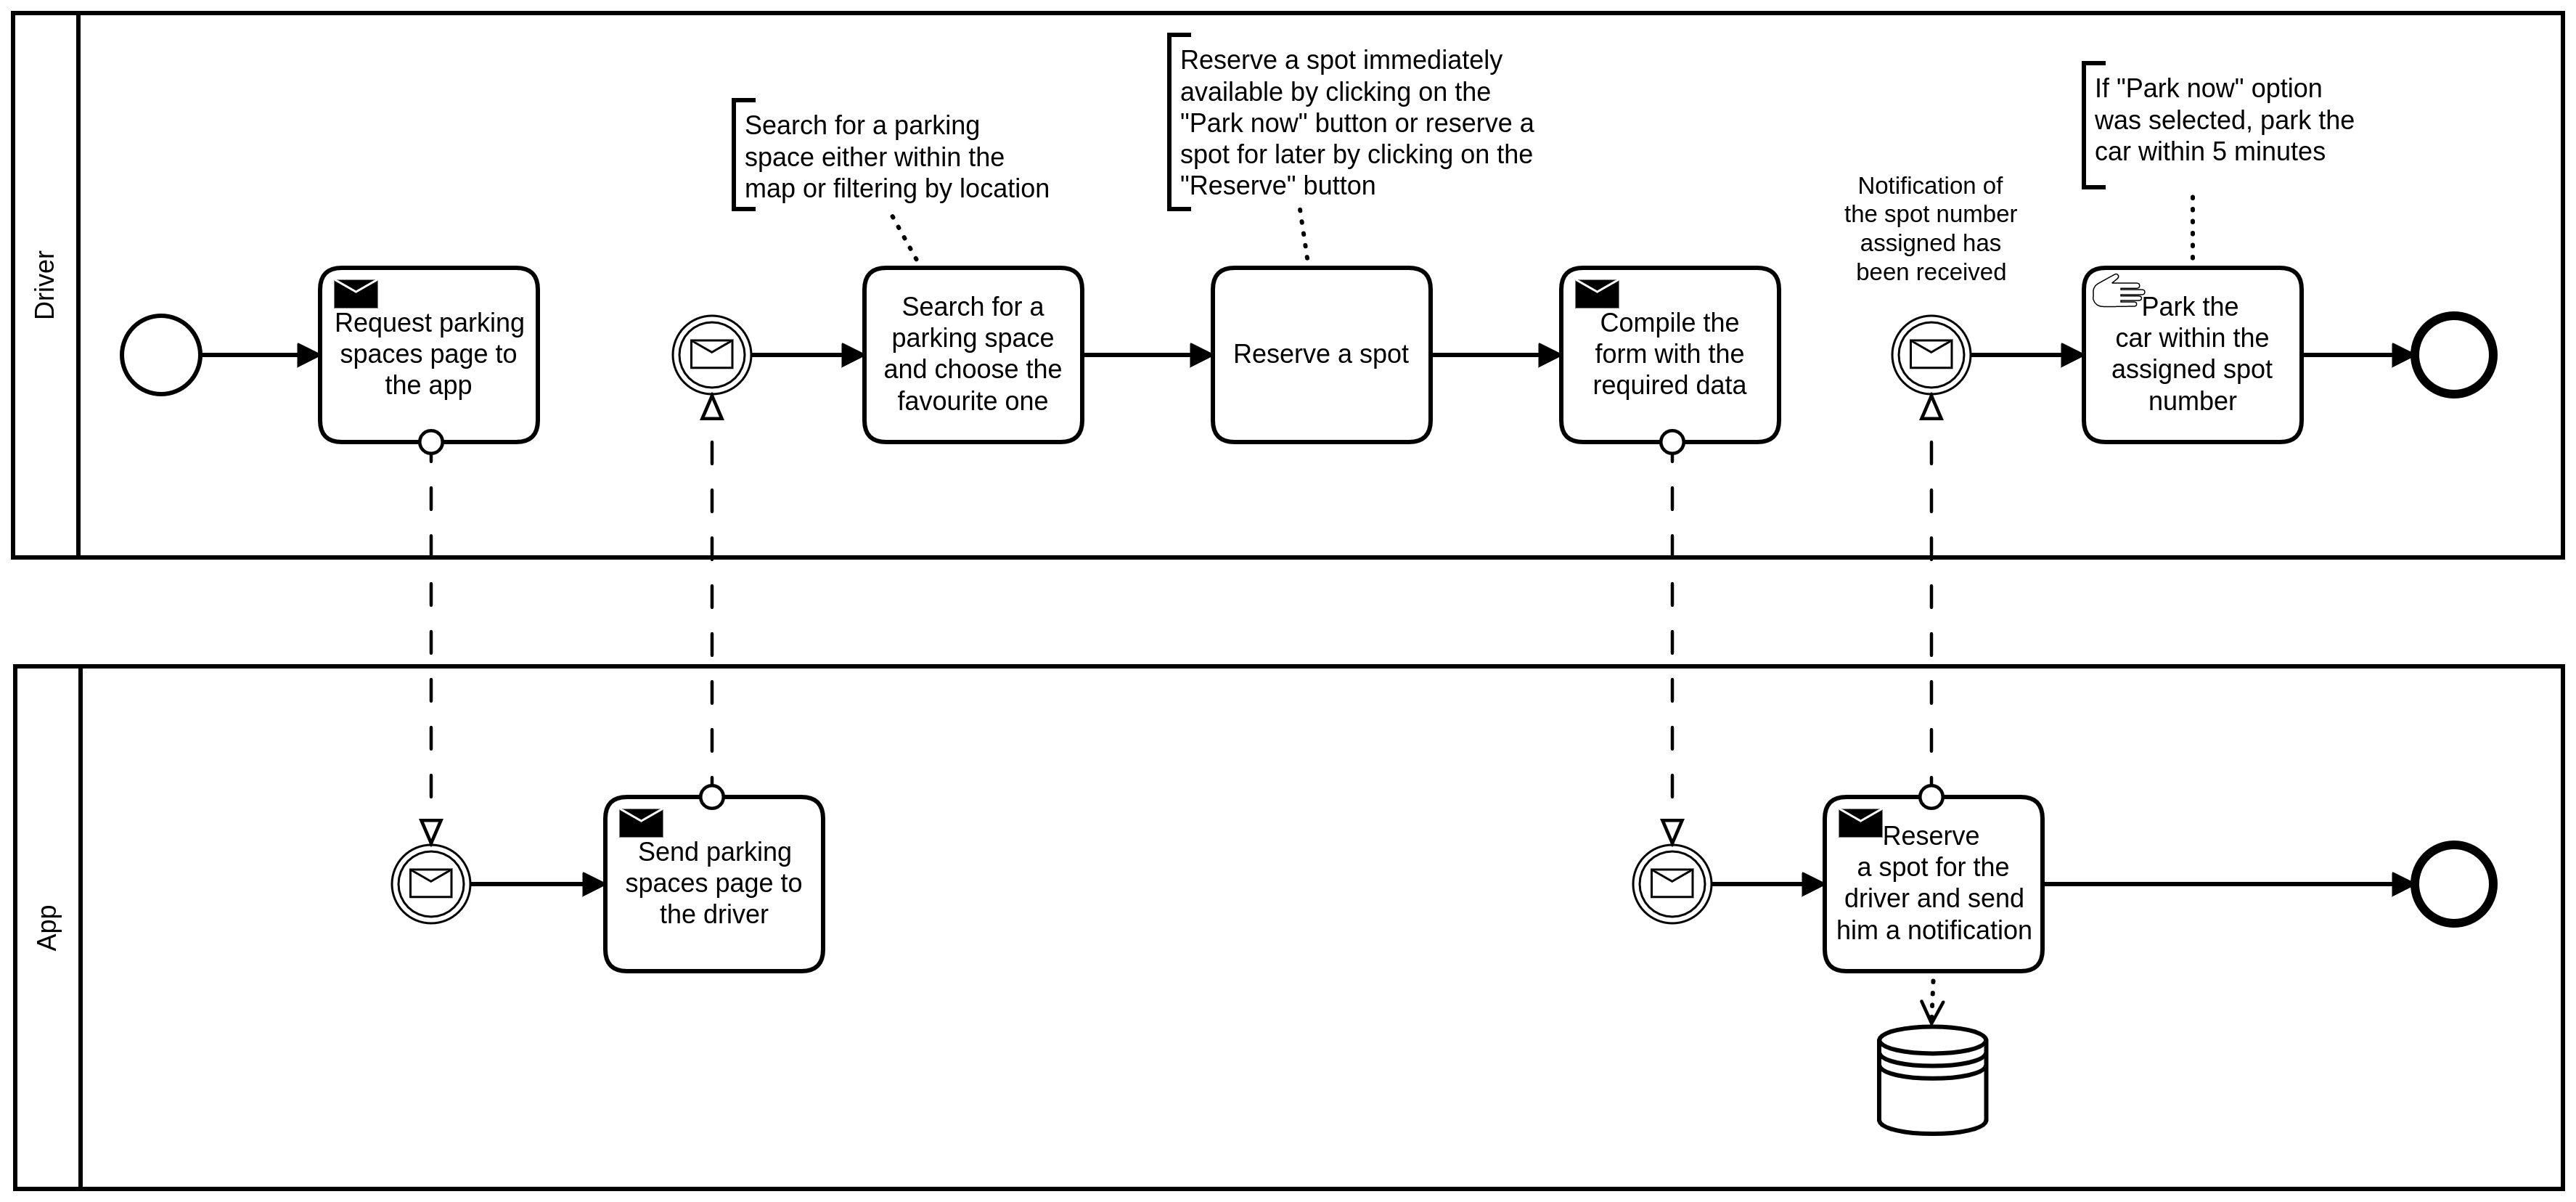 Driver
Request parking
spaces page to
the app
Search for a parking
space either within the
map or filtering by location
Search for a
parking space
and choose the
favourite one
Reserve a spot immediately
available by clicking on the
"Park now" button or reserve a
spot for later by clicking on the
"Reserve" button
Reserve a spot
Compile the
form with the
required data
Notification of
the spot number
assigned has
been received
If "Park now" option
was selected, park the
car within 5 minutes
Park the
car within the
assigned spot
number
App
Send parking
spaces page to
the driver
Reserve
a spot for the
driver and send
him a notification